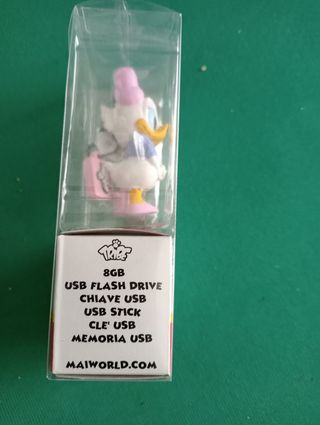 TRIBE
8GB
USB FLASH DRIVE
CHIAVE USB
USB STICK
CLE' USB
MEMORIA USB
MAIWORLD.COM